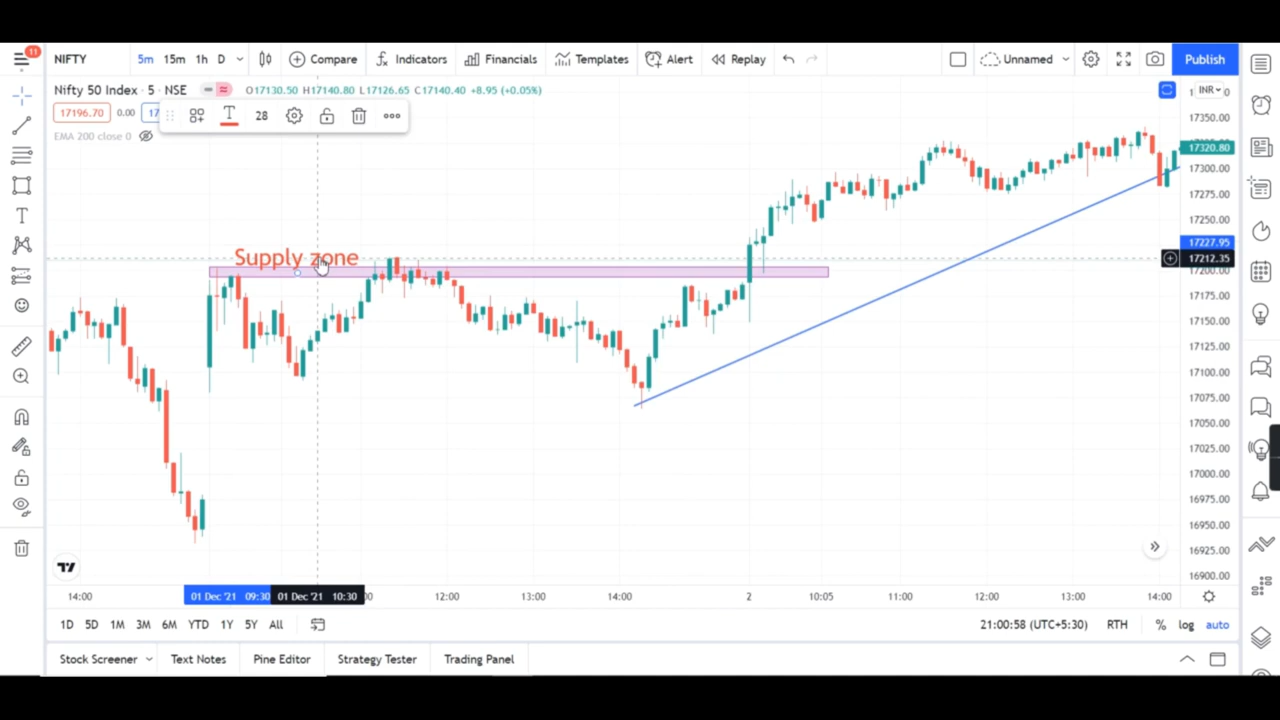 11
NIFTY
5m 15m 1h D
Compare
Indicators
Financials
Templates
Alert
Replay
Unnamed
Publish
Nifty 50 Index · 5 · NSE
O17130.50 H17140.80 L17126.65 C17140.40 +8.95 (+0.05%)
INR
17196.70 0.00 17
T 28
EMA 200 close 0
17350.00
17320.80
17300.00
17275.00
17250.00
17227.95
17212.35
17200.00
17175.00
17150.00
17125.00
17100.00
17075.00
17050.00
17025.00
17000.00
16975.00
16950.00
16925.00
16900.00
Supply zone
14:00 01 Dec '21 09:30 01 Dec '21 10:30 12:00 13:00 14:00 2 10:05 11:00 12:00 13:00 14:00
1D 5D 1M 3M 6M YTD 1Y 5Y All
21:00:58 (UTC+5:30) RTH % log auto
Stock Screener Text Notes Pine Editor Strategy Tester Trading Panel